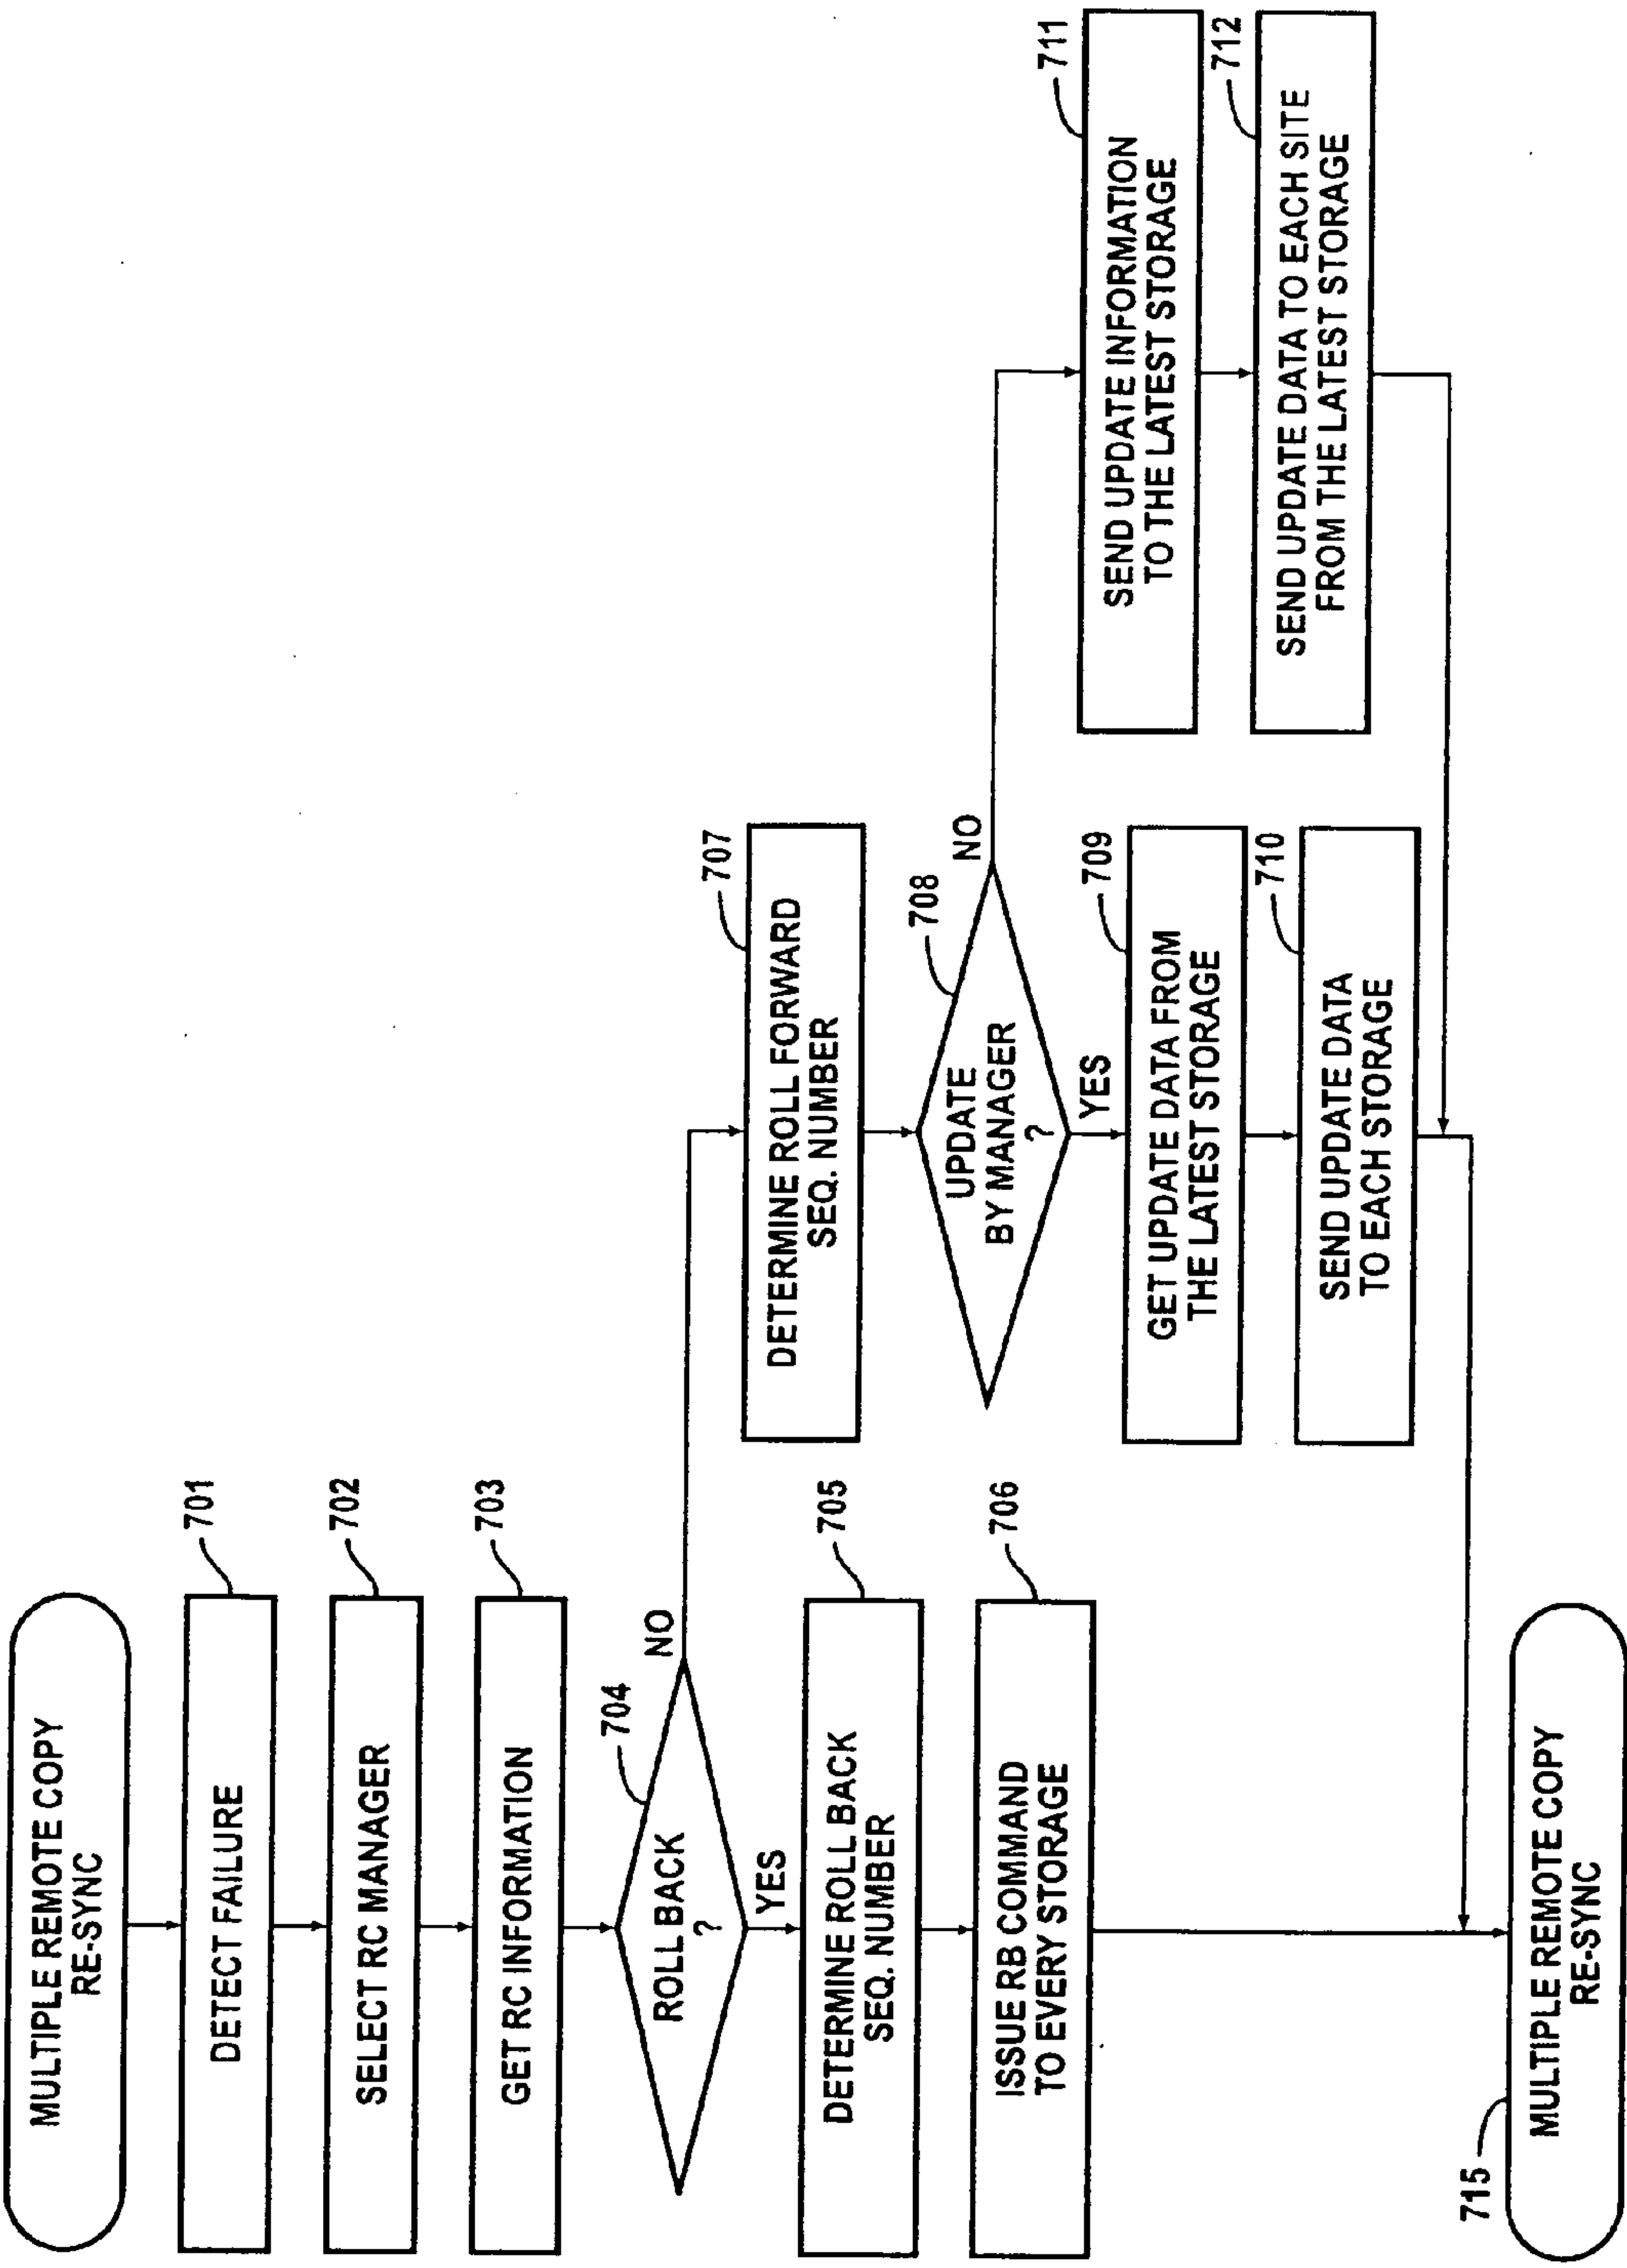 MULTIPLE REMOTE COPY
RE-SYNC
701
DETECT FAILURE
702
SELECT RC MANAGER
703
GET RC INFORMATION
704
ROLL BACK
?
NO
YES
705
DETERMINE ROLL BACK
SEQ. NUMBER
706
ISSUE RB COMMAND
TO EVERY STORAGE
707
DETERMINE ROLL FORWARD
SEQ. NUMBER
708
UPDATE
BY MANAGER
?
NO
YES
709
GET UPDATE DATA FROM
THE LATEST STORAGE
710
SEND UPDATE DATA
TO EACH STORAGE
711
SEND UPDATE INFORMATION
TO THE LATEST STORAGE
712
SEND UPDATE DATA TO EACH SITE
FROM THE LATEST STORAGE
715
MULTIPLE REMOTE COPY
RE-SYNC